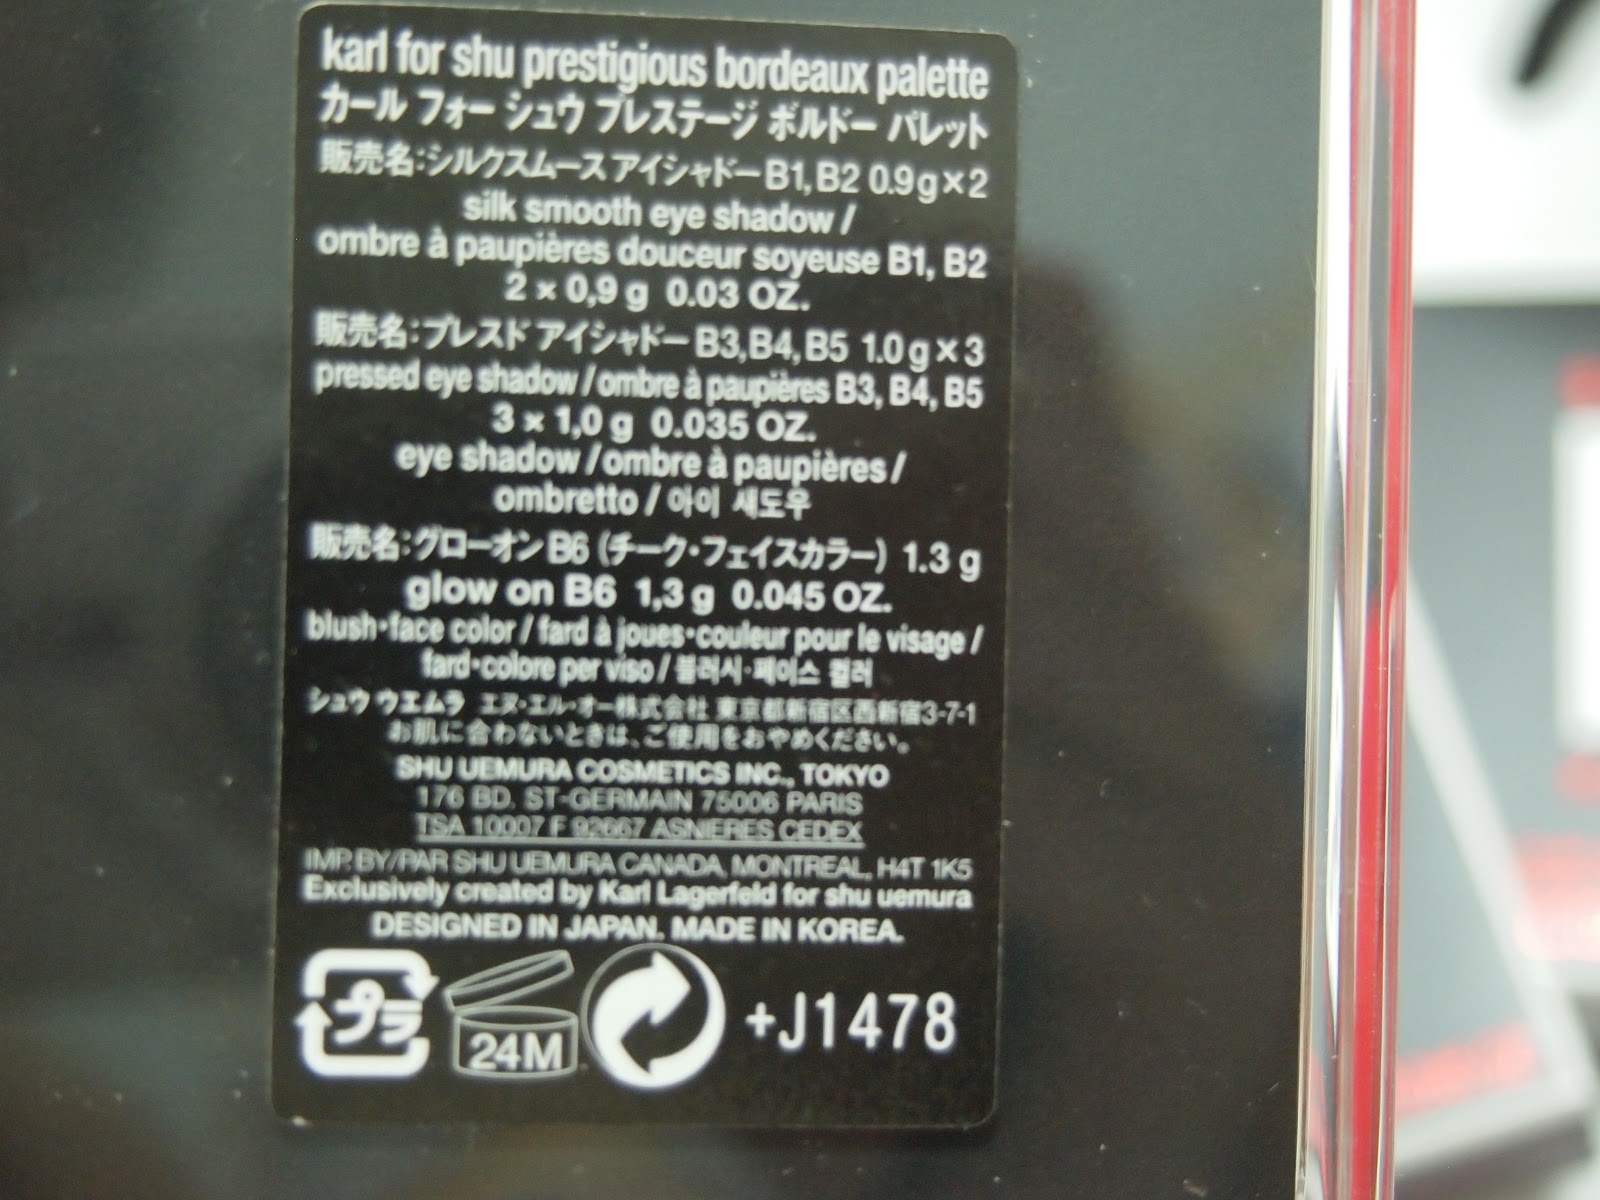 karl for shu prestigious bordeaux palette
カール フォー シュウ プレステージ ボルドー パレット
販売名:シルクスムース アイシャドー B1, B2 0.9g×2
silk smooth eye shadow /
ombre à paupières douceur soyeuse B1, B2
2 × 0,9 g 0.03 OZ.
販売名:プレスド アイシャドー B3, B4, B5 1.0g×3
pressed eye shadow / ombre à paupières B3, B4, B5
3 × 1,0 g 0.035 OZ.
eye shadow / ombre à paupières /
ombretto / 아이 섀도우
販売名:グローオン B6 (チーク・フェイスカラー) 1.3 g
glow on B6 1,3 g 0.045 OZ.
blush·face color / fard à joues·couleur pour le visage /
fard·colore per viso / 블러시·페이스 컬러
シュウ ウエムラ エヌ・エル・オー株式会社 東京都新宿区西新宿3-7-1
お肌に合わないときは、ご使用をおやめください。
SHU UEMURA COSMETICS INC., TOKYO
176 BD. ST-GERMAIN 75006 PARIS
TSA 10007 F 92667 ASNIERES CEDEX
IMP. BY/PAR SHU UEMURA CANADA, MONTREAL, H4T 1K5
Exclusively created by Karl Lagerfeld for shu uemura
DESIGNED IN JAPAN. MADE IN KOREA.
プラ 24M +J1478